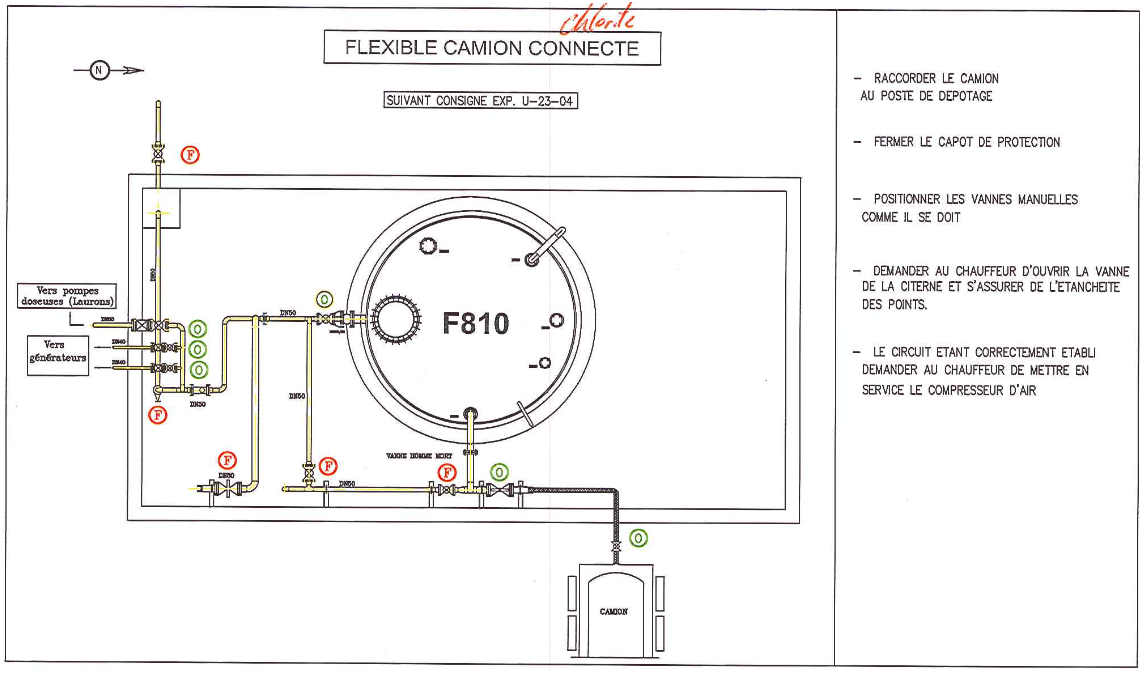 chlorite
FLEXIBLE CAMION CONNECTE
N
SUIVANT CONSIGNE EXP. U-23-04
F
DN50
Vers pompes
doseuses (Laurons)
DN50
O
DN40
O
Vers
générateurs
DN40
O
F
DN50
DN50
O
F810
DN50
VANNE HOMME MORT
F
DN50
F
DN50
F
O
O
CAMION
- RACCORDER LE CAMION
AU POSTE DE DEPOTAGE
- FERMER LE CAPOT DE PROTECTION
- POSITIONNER LES VANNES MANUELLES
COMME IL SE DOIT
- DEMANDER AU CHAUFFEUR D'OUVRIR LA VANNE
DE LA CITERNE ET S'ASSURER DE L'ETANCHEITE
DES POINTS.
- LE CIRCUIT ETANT CORRECTEMENT ETABLI
DEMANDER AU CHAUFFEUR DE METTRE EN
SERVICE LE COMPRESSEUR D'AIR